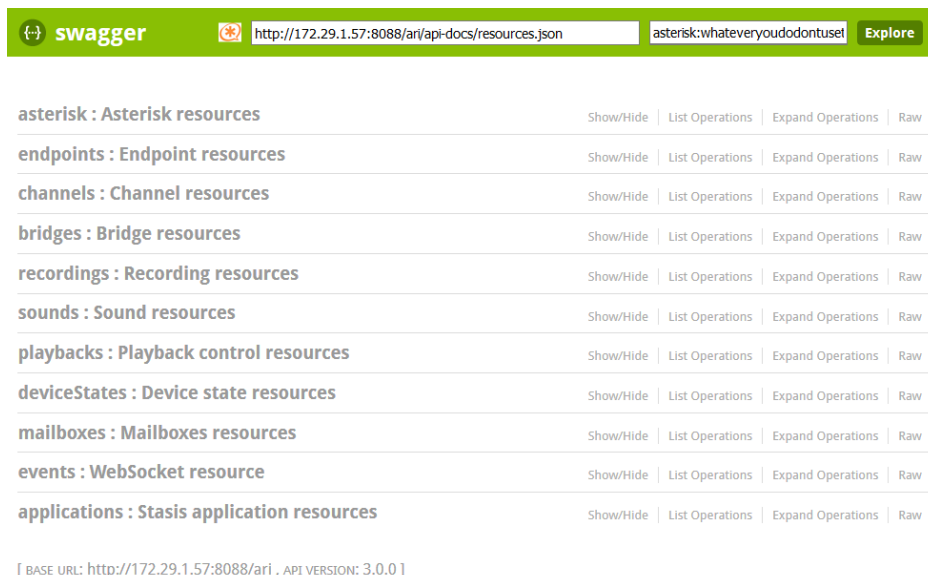 {··} swagger http://172.29.1.57:8088/ari/api-docs/resources.json asterisk:whateveryoudodontuset Explore
asterisk : Asterisk resources Show/Hide List Operations Expand Operations Raw
endpoints : Endpoint resources Show/Hide List Operations Expand Operations Raw
channels : Channel resources Show/Hide List Operations Expand Operations Raw
bridges : Bridge resources Show/Hide List Operations Expand Operations Raw
recordings : Recording resources Show/Hide List Operations Expand Operations Raw
sounds : Sound resources Show/Hide List Operations Expand Operations Raw
playbacks : Playback control resources Show/Hide List Operations Expand Operations Raw
deviceStates : Device state resources Show/Hide List Operations Expand Operations Raw
mailboxes : Mailboxes resources Show/Hide List Operations Expand Operations Raw
events : WebSocket resource Show/Hide List Operations Expand Operations Raw
applications : Stasis application resources Show/Hide List Operations Expand Operations Raw
[ BASE URL: http://172.29.1.57:8088/ari , API VERSION: 3.0.0 ]